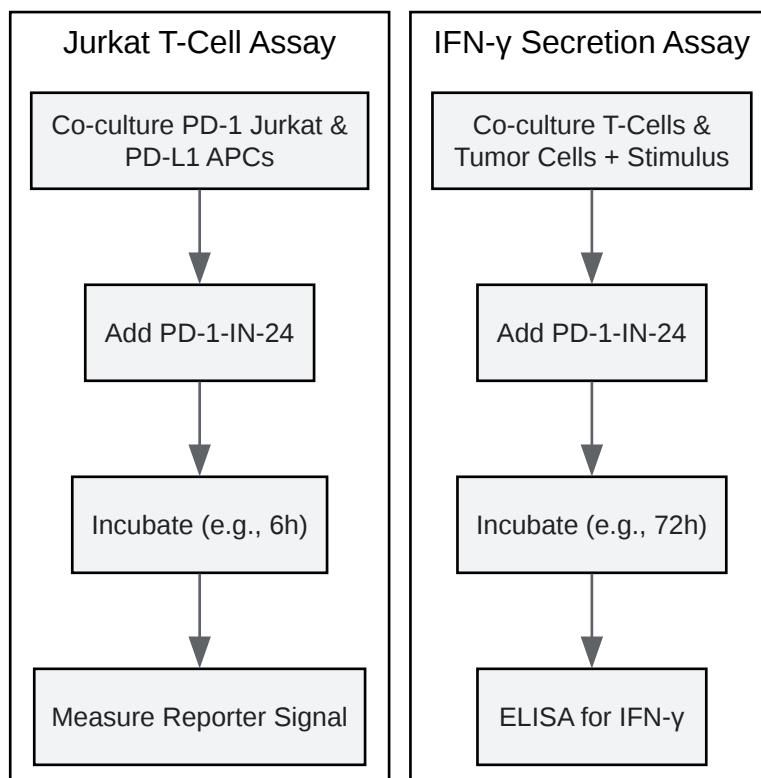 Jurkat T-Cell Assay
Co-culture PD-1 Jurkat &
PD-L1 APCs
Add PD-1-IN-24
Incubate (e.g., 6h)
Measure Reporter Signal
IFN-γ Secretion Assay
Co-culture T-Cells &
Tumor Cells + Stimulus
Add PD-1-IN-24
Incubate (e.g., 72h)
ELISA for IFN-γ